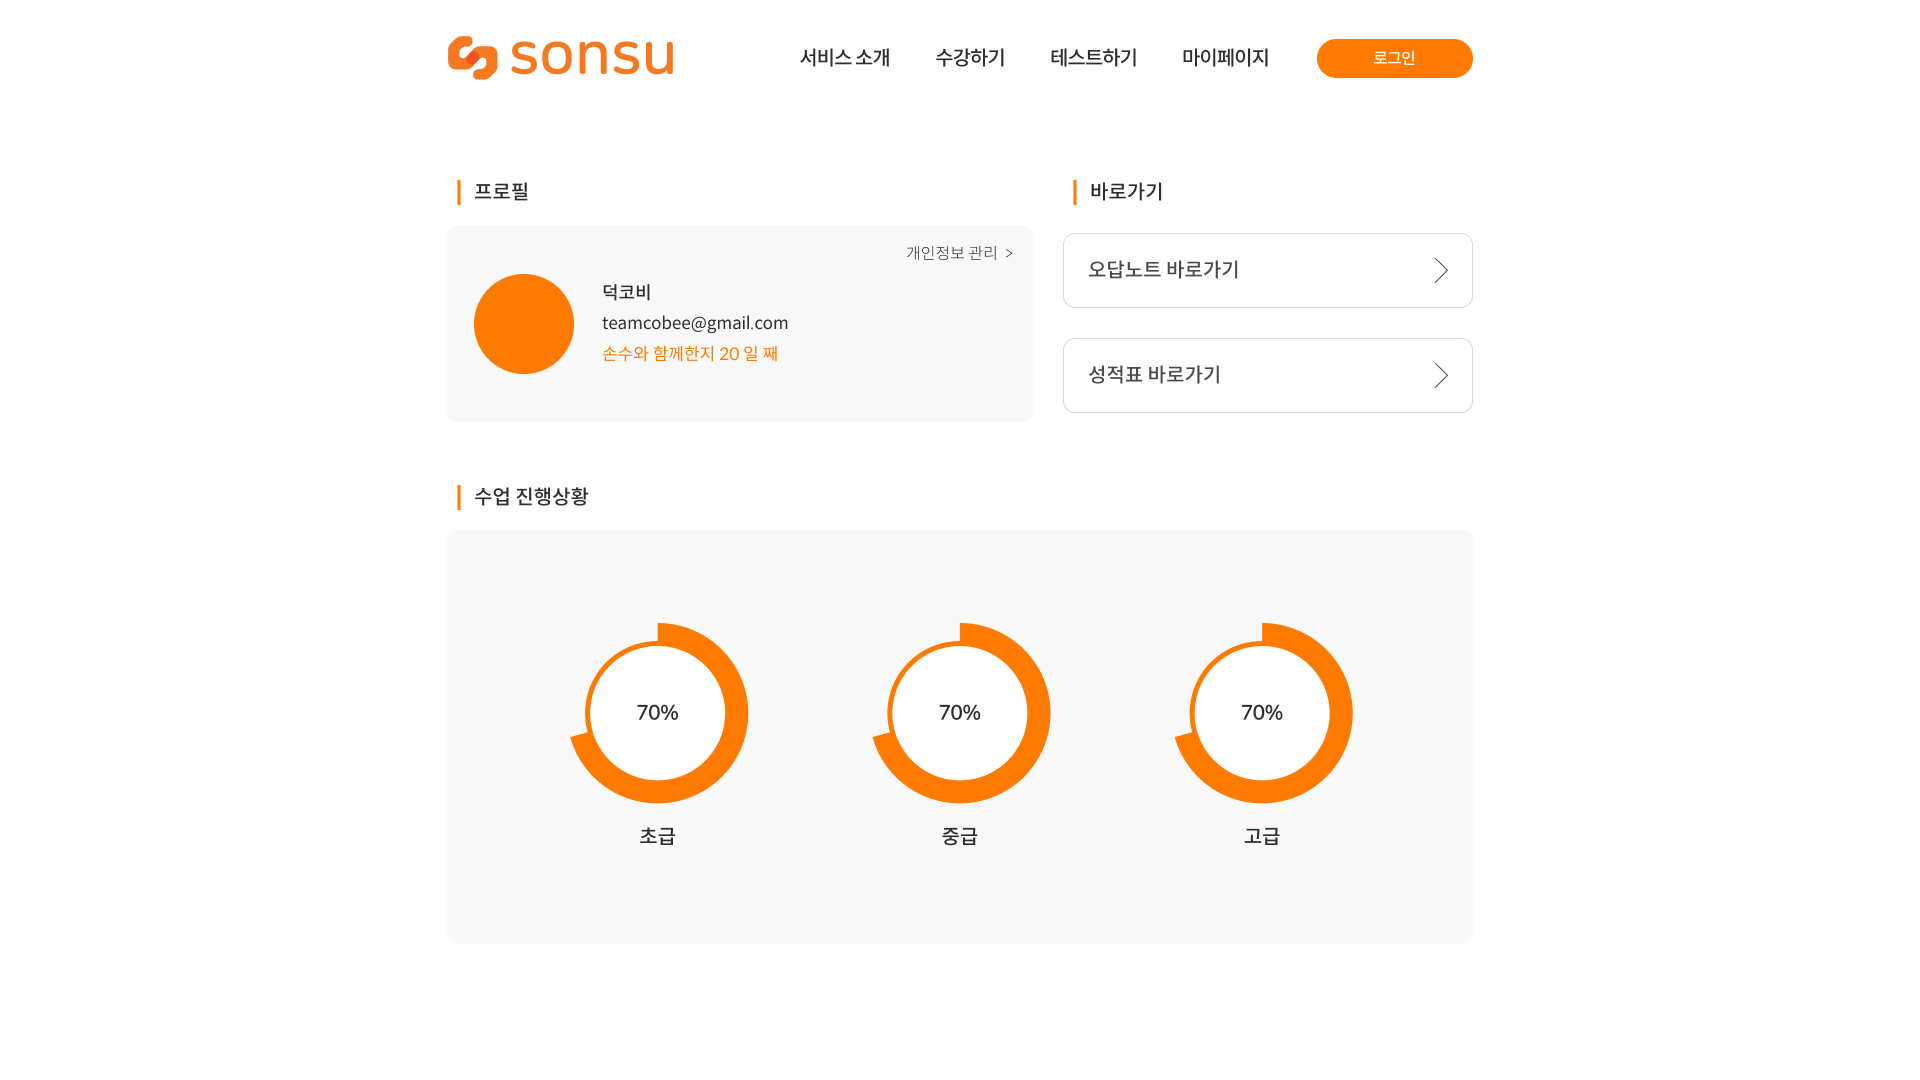 sonsu
서비스 소개
수강하기
테스트하기
마이페이지
로그인
프로필
개인정보 관리 >
덕코비
teamcobee@gmail.com
손수와 함께한지 20 일 째
바로가기
오답노트 바로가기
성적표 바로가기
수업 진행상황
70%
70%
70%
초급
중급
고급